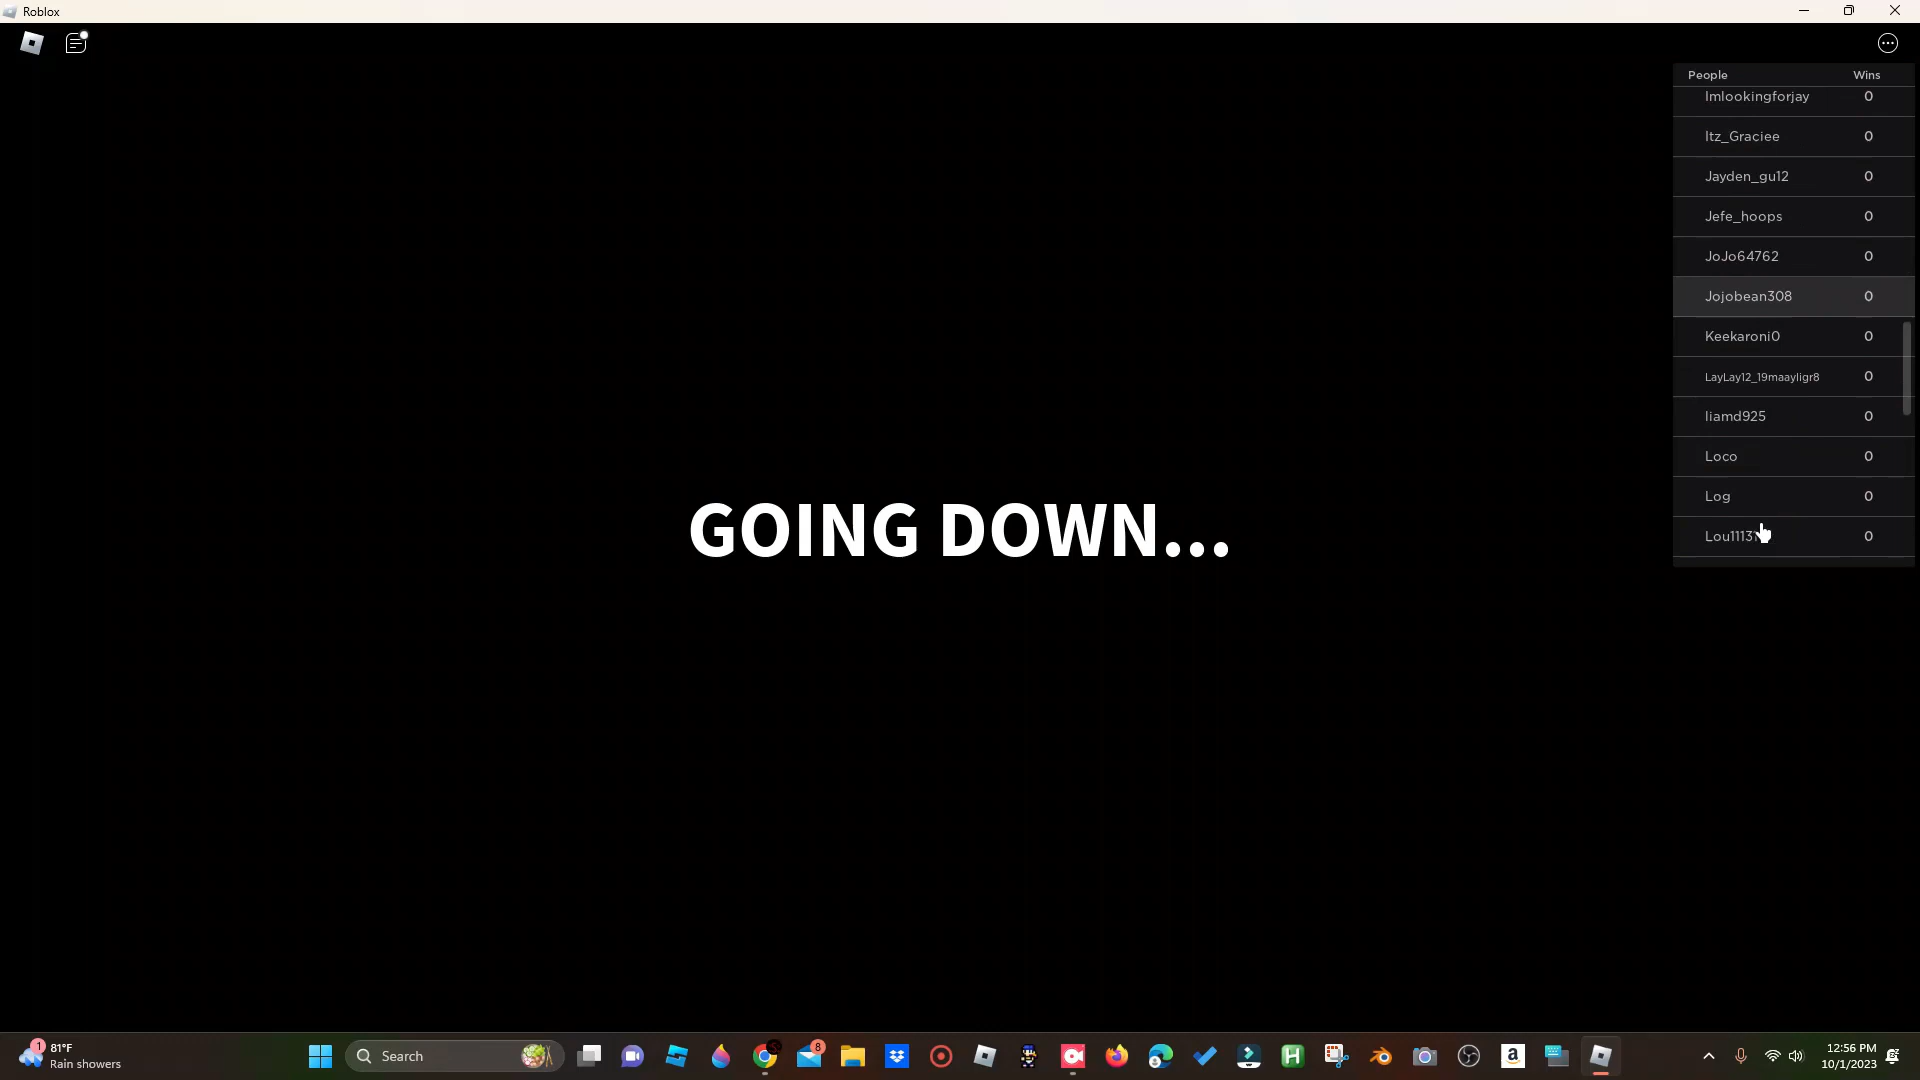 Roblox
People Wins
Imlookingforjay 0
Itz_Graciee 0
Jayden_gu12 0
Jefe_hoops 0
JoJo64762 0
Jojobean308 0
Keekaroni0 0
LayLay12_19maayligr8 0
liamd925 0
Loco 0
Log 0
0
GOING DOWN...
1
81°F
Rain showers
Search
8
a
12:56 PM
10/1/2023